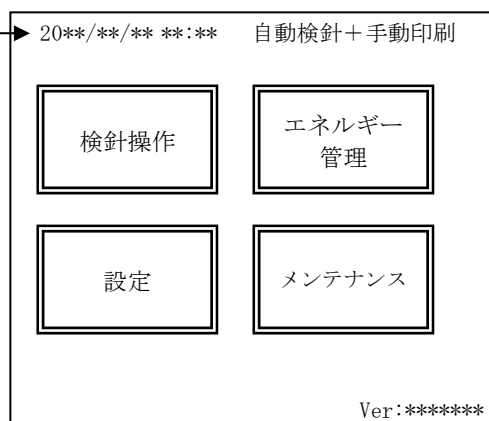 20**/**/** **:** 自動検針＋手動印刷
検針操作
エネルギー
管理
設定
メンテナンス
Ver:*******